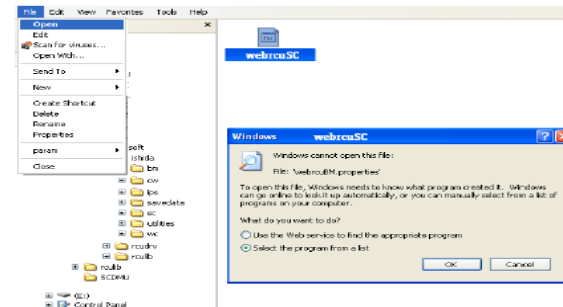 File Edit View Favorites Tools Help
Open
Edit
Scan for viruses...
Open With...
Send To
New
Create Shortcut
Delete
Rename
Properties
param
Close
soft
ishida
bm
cw
ips
savedata
sc
utilities
wc
rcudrv
rculib
rculib
SCDMU
(E:)
Control Panel
webrcuSC
Windows webrcuSC
Windows cannot open this file:
File: webrcuBM.properties
To open this file, Windows needs to know what program created it. Windows
can go online to look it up automatically, or you can manually select from a list of
programs on your computer.
What do you want to do?
Use the Web service to find the appropriate program
Select the program from a list
OK Cancel